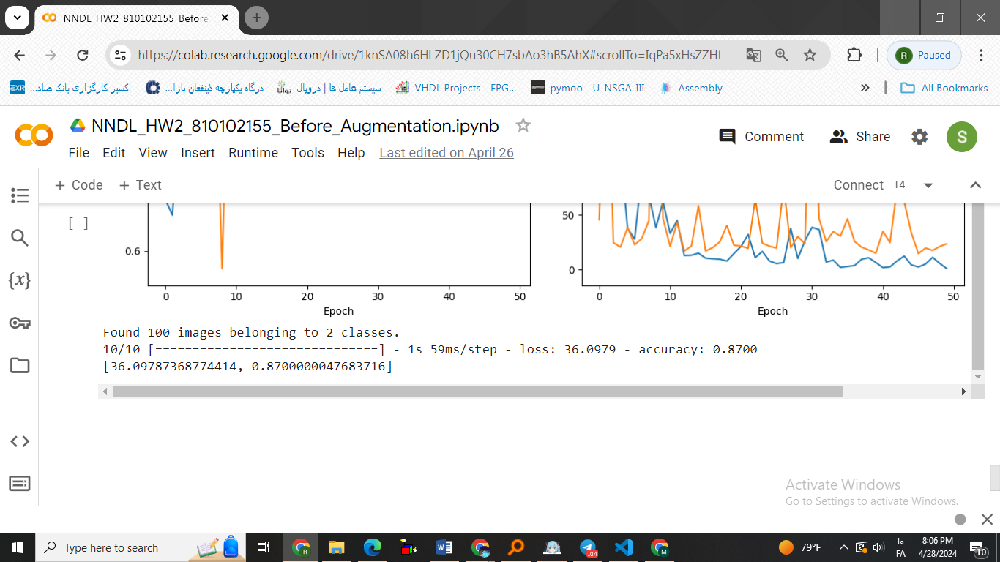 NNDL_HW2_810102155_Before
https://colab.research.google.com/drive/1knSA08h6HLZD1jQu30CH7sbAo3hB5AhX#scrollTo=IqPa5xHsZZHf
R Paused
EXR اکسیر کارگزاری بانک صاد...
درگاه یکپارچه ذینفعان بازا...
سیستم عامل ها | دروپال
VHDL Projects - FPG...
pymoo - U-NSGA-III
Assembly
» All Bookmarks
NNDL_HW2_810102155_Before_Augmentation.ipynb
Comment Share S
File Edit View Insert Runtime Tools Help Last edited on April 26
+ Code + Text Connect T4
[ ]
0.6
0 10 20 30 40 50
Epoch
50
0
0 10 20 30 40 50
Epoch
Found 100 images belonging to 2 classes.
10/10 [==============================] - 1s 59ms/step - loss: 36.0979 - accuracy: 0.8700
[36.09787368774414, 0.8700000047683716]
{x}
<>
Activate Windows
Go to Settings to activate Windows.
Type here to search
R
.04
M
79°F
فا
FA
8:06 PM
4/28/2024
10